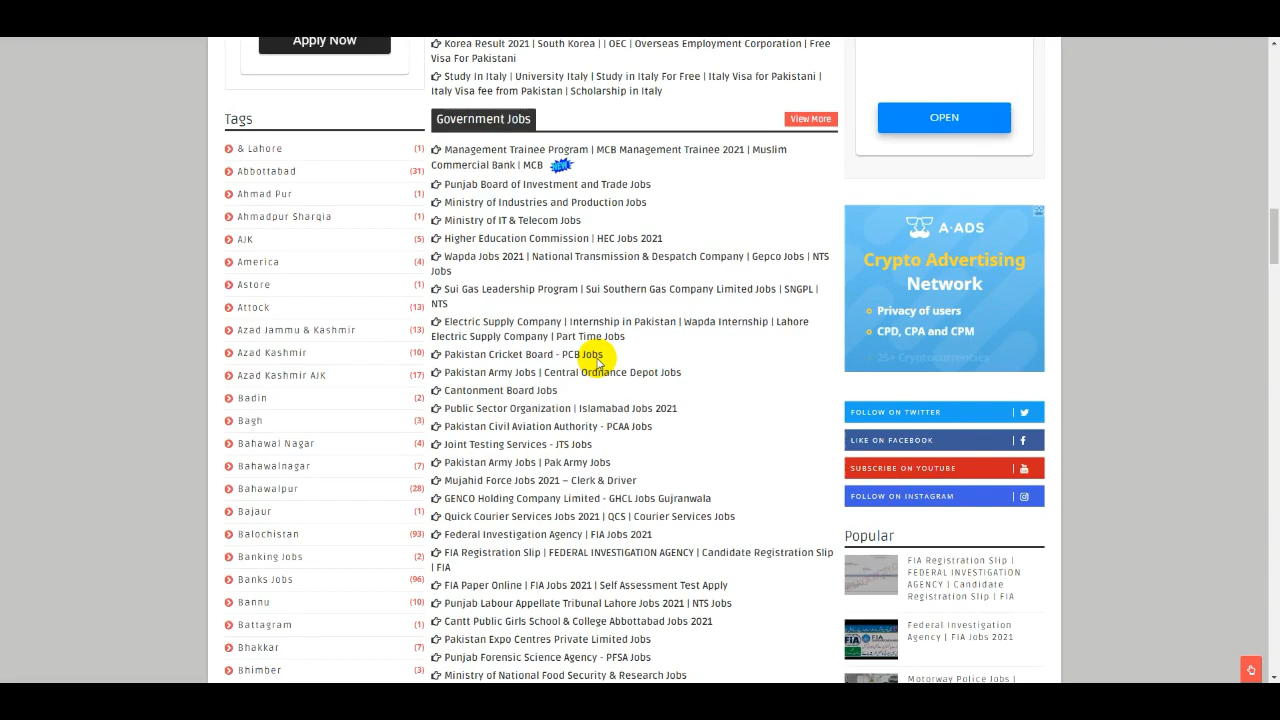 Apply Now
Tags
& Lahore (1)
Abbottabad (31)
Ahmad Pur (1)
Ahmadpur Sharqia (1)
AJK (5)
America (4)
Astore (1)
Attock (13)
Azad Jammu & Kashmir (13)
Azad Kashmir (10)
Azad Kashmir AJK (17)
Badin (2)
Bagh (3)
Bahawal Nagar (4)
Bahawalnagar (7)
Bahawalpur (28)
Bajaur (1)
Balochistan (93)
Banking Jobs (2)
Banks Jobs (96)
Bannu (10)
Battagram (1)
Bhakkar (7)
Bhimber (3)
Korea Result 2021 | South Korea | | OEC | Overseas Employment Corporation | Free
Visa For Pakistani
Study In Italy | University Italy | Study in Italy For Free | Italy Visa for Pakistani |
Italy Visa fee from Pakistan | Scholarship in Italy
Government Jobs
View More
Management Trainee Program | MCB Management Trainee 2021 | Muslim
Commercial Bank | MCB NEW
Punjab Board of Investment and Trade Jobs
Ministry of Industries and Production Jobs
Ministry of IT & Telecom Jobs
Higher Education Commission | HEC Jobs 2021
Wapda Jobs 2021 | National Transmission & Despatch Company | Gepco Jobs | NTS
Jobs
Sui Gas Leadership Program | Sui Southern Gas Company Limited Jobs | SNGPL |
NTS
Electric Supply Company | Internship in Pakistan | Wapda Internship | Lahore
Electric Supply Company | Part Time Jobs
Pakistan Cricket Board - PCB Jobs
Pakistan Army Jobs | Central Ordnance Depot Jobs
Cantonment Board Jobs
Public Sector Organization | Islamabad Jobs 2021
Pakistan Civil Aviation Authority - PCAA Jobs
Joint Testing Services - JTS Jobs
Pakistan Army Jobs | Pak Army Jobs
Mujahid Force Jobs 2021 – Clerk & Driver
GENCO Holding Company Limited - GHCL Jobs Gujranwala
Quick Courier Services Jobs 2021 | QCS | Courier Services Jobs
Federal Investigation Agency | FIA Jobs 2021
FIA Registration Slip | FEDERAL INVESTIGATION AGENCY | Candidate Registration Slip
| FIA
FIA Paper Online | FIA Jobs 2021 | Self Assessment Test Apply
Punjab Labour Appellate Tribunal Lahore Jobs 2021 | NTS Jobs
Cantt Public Girls School & College Abbottabad Jobs 2021
Pakistan Expo Centres Private Limited Jobs
Punjab Forensic Science Agency - PFSA Jobs
Ministry of National Food Security & Research Jobs
OPEN
A-ADS
Crypto Advertising
Network
Privacy of users
CPD, CPA and CPM
25+ Cryptocurrencies
FOLLOW ON TWITTER
LIKE ON FACEBOOK
SUBSCRIBE ON YOUTUBE
FOLLOW ON INSTAGRAM
Popular
FIA Registration Slip |
FEDERAL INVESTIGATION
AGENCY | Candidate
Registration Slip | FIA
Federal Investigation
Agency | FIA Jobs 2021
Motorway Police Jobs |